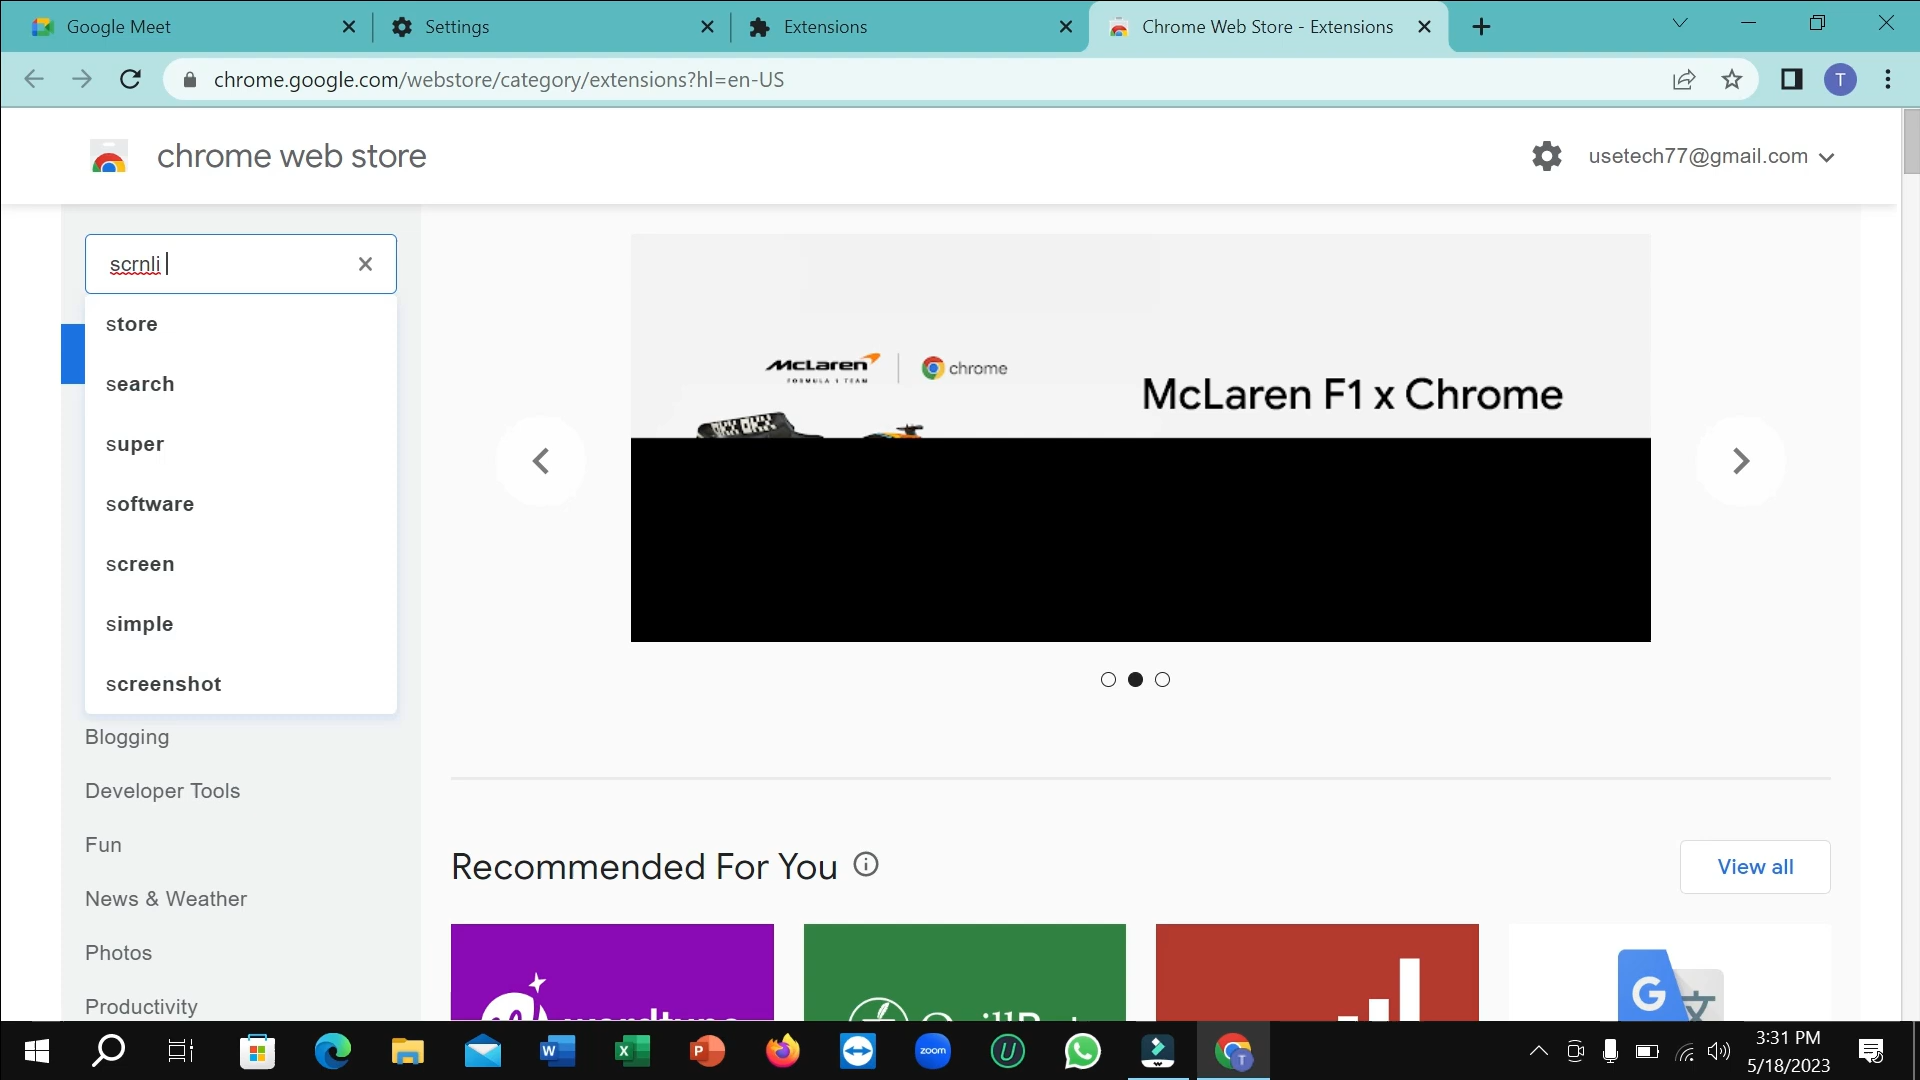 Google Meet
Settings
Extensions
Chrome Web Store - Extensions
chrome.google.com/webstore/category/extensions?hl=en-US
T
chrome web store
usetech77@gmail.com
scrnli
store
search
super
software
screen
simple
screenshot
Blogging
Developer Tools
Fun
News & Weather
Photos
Productivity
McLaren
FORMULA 1 TEAM
chrome
McLaren F1 x Chrome
Recommended For You
View all
G
W
X
P
zoom
U
T
3:31 PM
5/18/2023